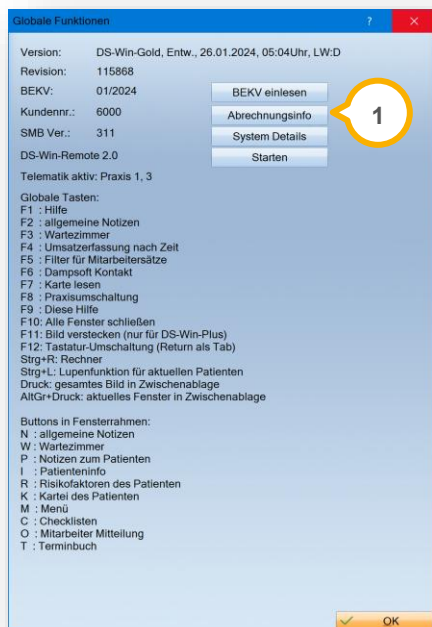 Globale Funktionen ? ×
Version: DS-Win-Gold, Entw., 26.01.2024, 05:04Uhr, LW:D
Revision: 115868
BEKV: 01/2024 BEKV einlesen
Kundennr.: 6000 Abrechnungsinfo 1
SMB Ver.: 311 System Details
DS-Win-Remote 2.0 Starten
Telematik aktiv: Praxis 1, 3
Globale Tasten:
F1 : Hilfe
F2 : allgemeine Notizen
F3 : Wartezimmer
F4 : Umsatzerfassung nach Zeit
F5 : Filter für Mitarbeitersätze
F6 : Dampsoft Kontakt
F7 : Karte lesen
F8 : Praxisumschaltung
F9 : Diese Hilfe
F10: Alle Fenster schließen
F11: Bild verstecken (nur für DS-Win-Plus)
F12: Tastatur-Umschaltung (Return als Tab)
Strg+R: Rechner
Strg+L: Lupenfunktion für aktuellen Patienten
Druck: gesamtes Bild in Zwischenablage
AltGr+Druck: aktuelles Fenster in Zwischenablage
Buttons in Fensterrahmen:
N : allgemeine Notizen
W : Wartezimmer
P : Notizen zum Patienten
I : Patienteninfo
R : Risikofaktoren des Patienten
K : Kartei des Patienten
M : Menü
C : Checklisten
O : Mitarbeiter Mitteilung
T : Terminbuch
OK